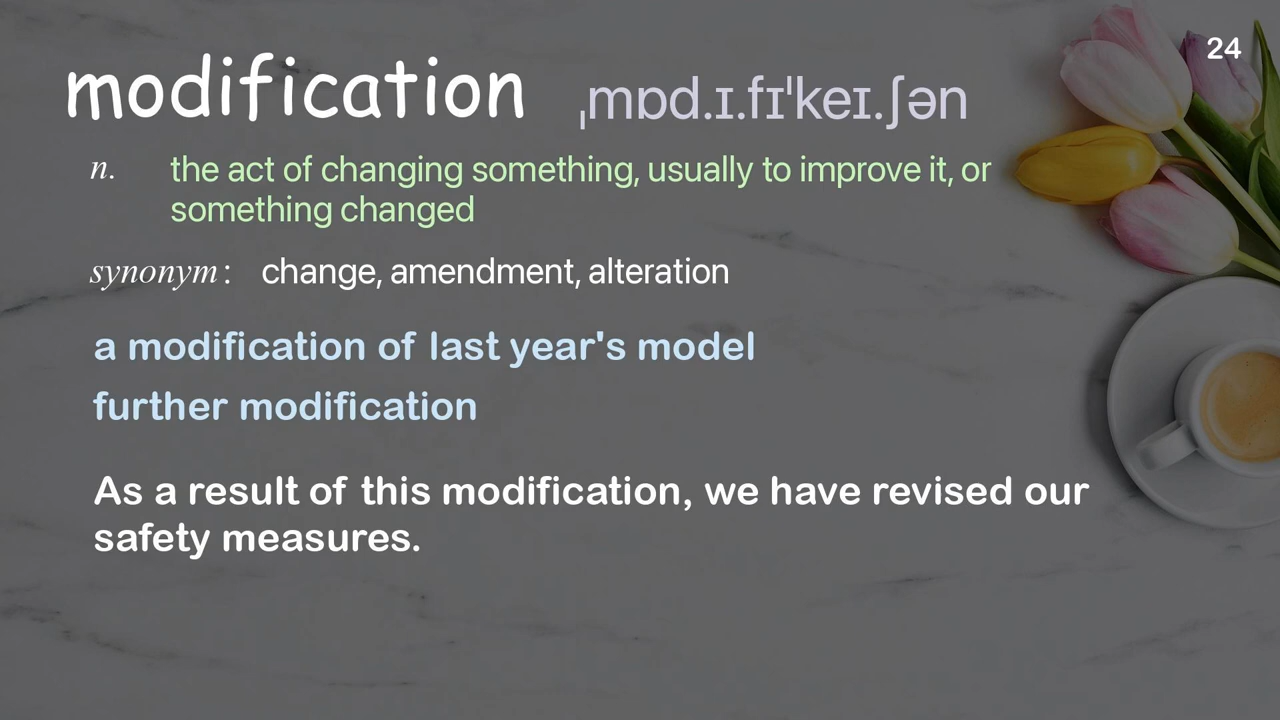 24
modification ˌmɒd.ɪ.fɪˈkeɪ.ʃən
n. the act of changing something, usually to improve it, or
something changed
synonym: change, amendment, alteration
a modification of last year's model
further modification
As a result of this modification, we have revised our
safety measures.